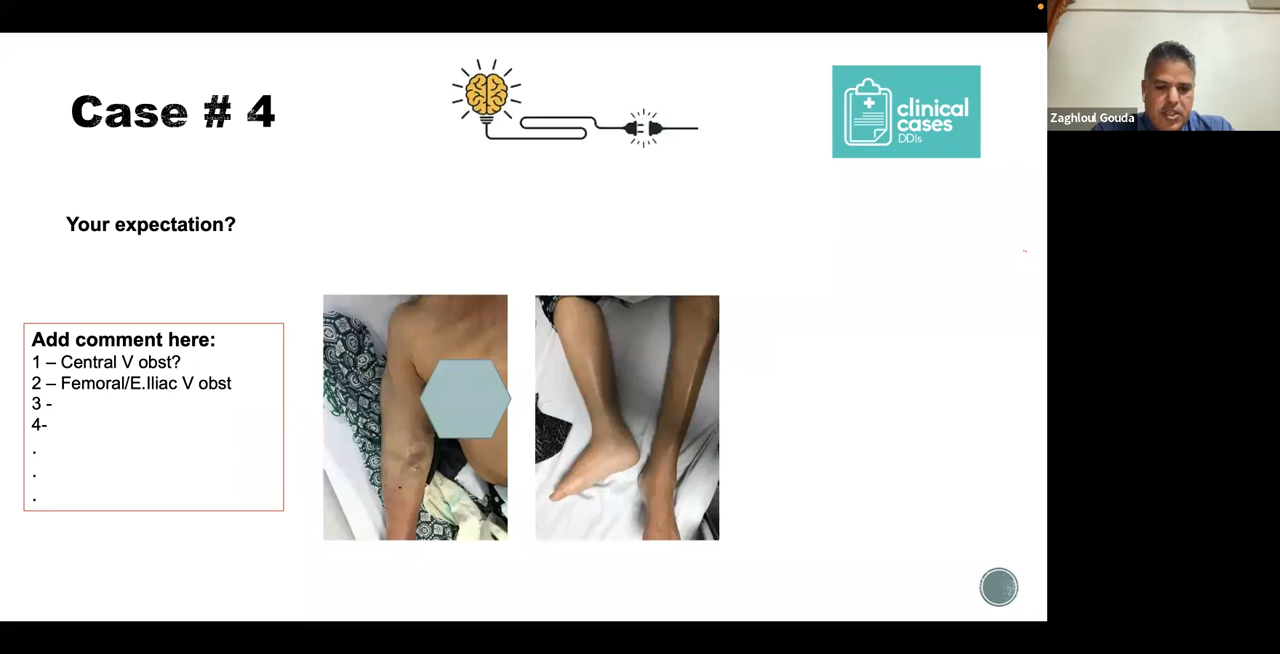 Case # 4
clinical
cases
DDIs
Zaghloul Gouda
Your expectation?
Add comment here:
1 – Central V obst?
2 – Femoral/E.Iliac V obst
3 -
4-
.
.
.